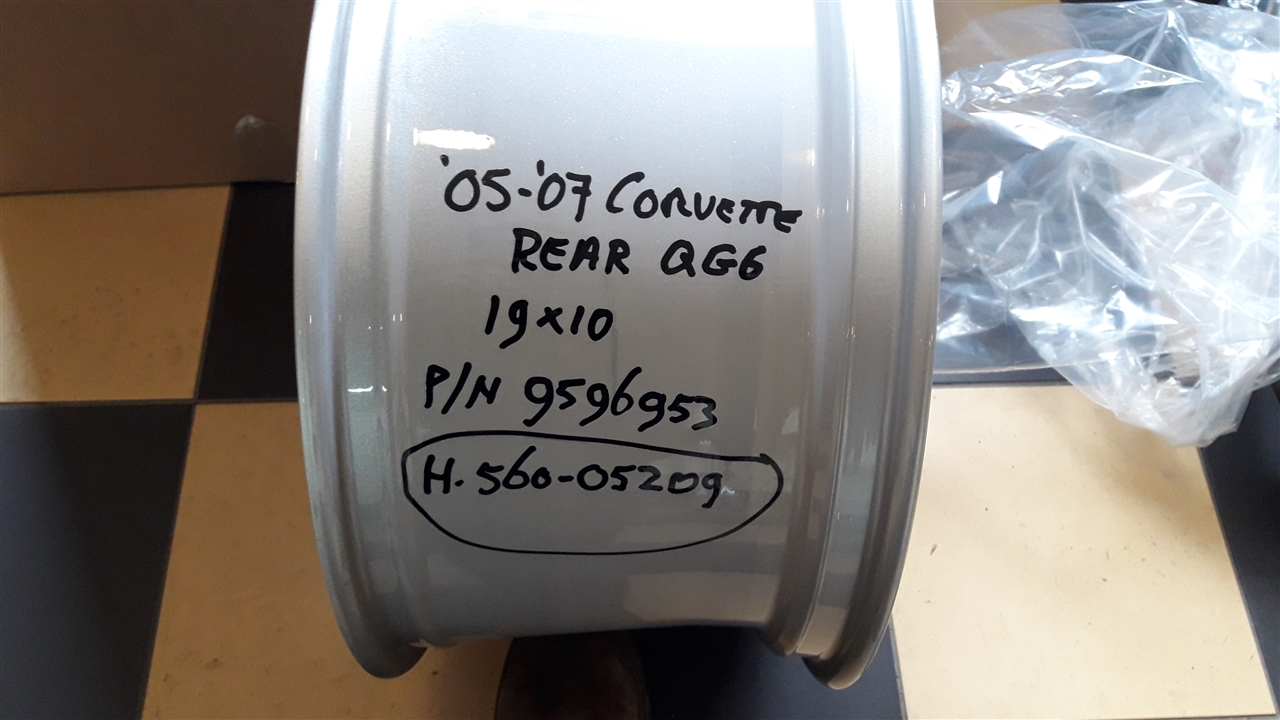 '05-'07 CORVETTE
REAR QG6
19x10
P/N 9596953
H. 560-05209